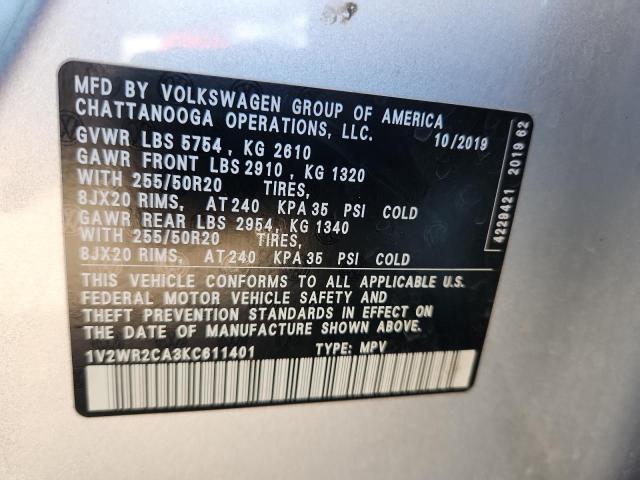 MFD BY VOLKSWAGEN GROUP OF AMERICA
CHATTANOOGA OPERATIONS, LLC.
10/2019
GVWR LBS 5754 , KG 2610
GAWR FRONT LBS 2910 , KG 1320
WITH 255/50R20 TIRES,
8JX20 RIMS, AT 240 KPA 35 PSI COLD
GAWR REAR LBS 2954, KG 1340
WITH 255/50R20 TIRES,
8JX20 RIMS, AT 240 KPA 35 PSI COLD
THIS VEHICLE CONFORMS TO ALL APPLICABLE U.S.
FEDERAL MOTOR VEHICLE SAFETY AND
THEFT PREVENTION STANDARDS IN EFFECT ON
THE DATE OF MANUFACTURE SHOWN ABOVE.
1V2WR2CA3KC611401 TYPE: MPV
4229421 2019 62